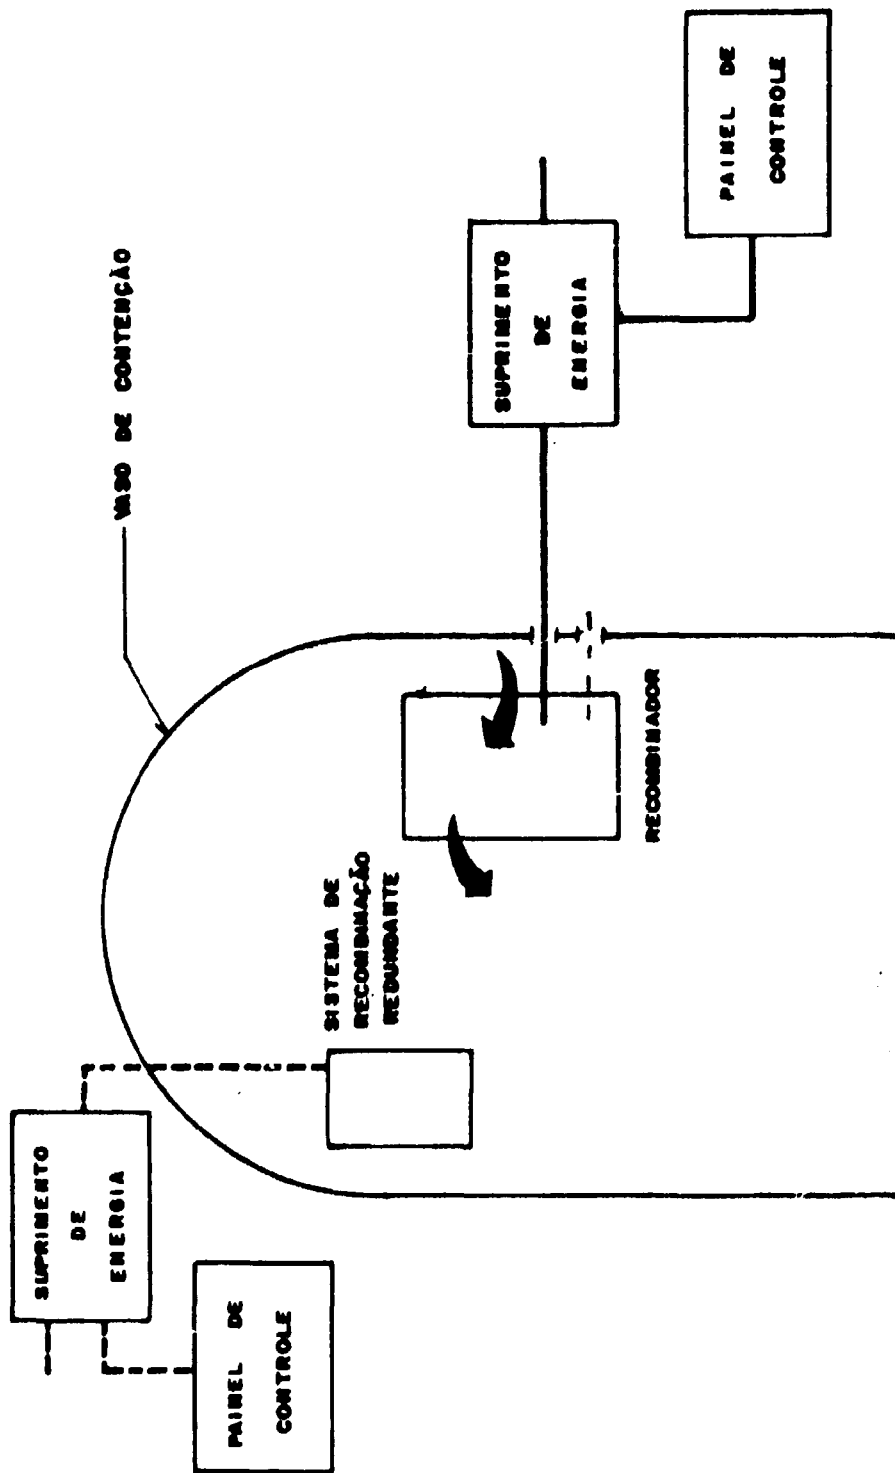 SUPRIMENTO
DE
ENERGIA
VASO DE CONTENÇÃO
PAINEL DE
CONTROLE
SISTEMA DE
RECOMBINAÇÃO
REDUNDANTE
SUPRIMENTO
DE
ENERGIA
RECOMBINADOR
PAINEL DE
CONTROLE